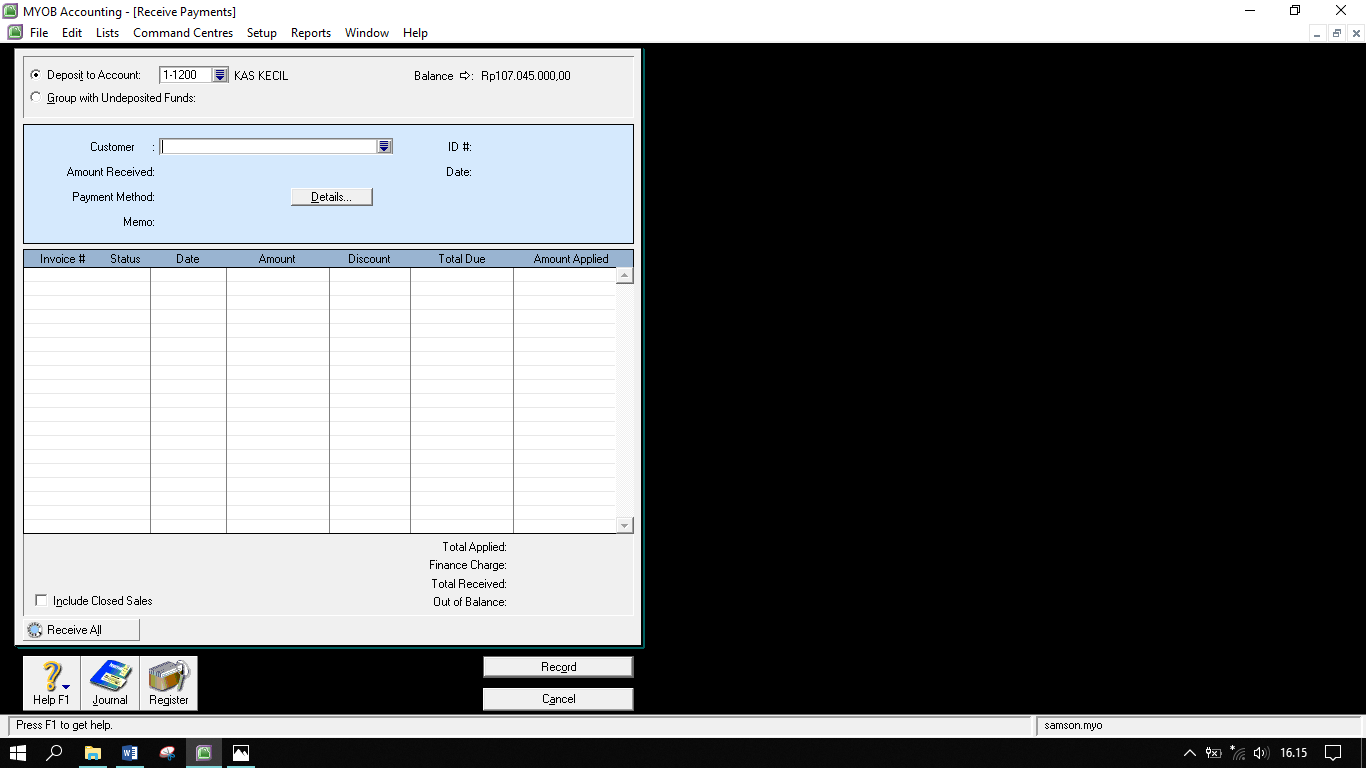 MYOB Accounting - [Receive Payments]
File Edit Lists Command Centres Setup Reports Window Help
Deposit to Account: 1-1200 KAS KECIL Balance : Rp107.045.000,00
Group with Undeposited Funds:
Customer : ID #:
Amount Received: Date:
Payment Method: Details...
Memo:
Invoice # Status Date Amount Discount Total Due Amount Applied
Total Applied:
Finance Charge:
Total Received:
Include Closed Sales Out of Balance:
Receive All
Record
Help F1 Journal Register Cancel
Press F1 to get help. samson.myo
16.15